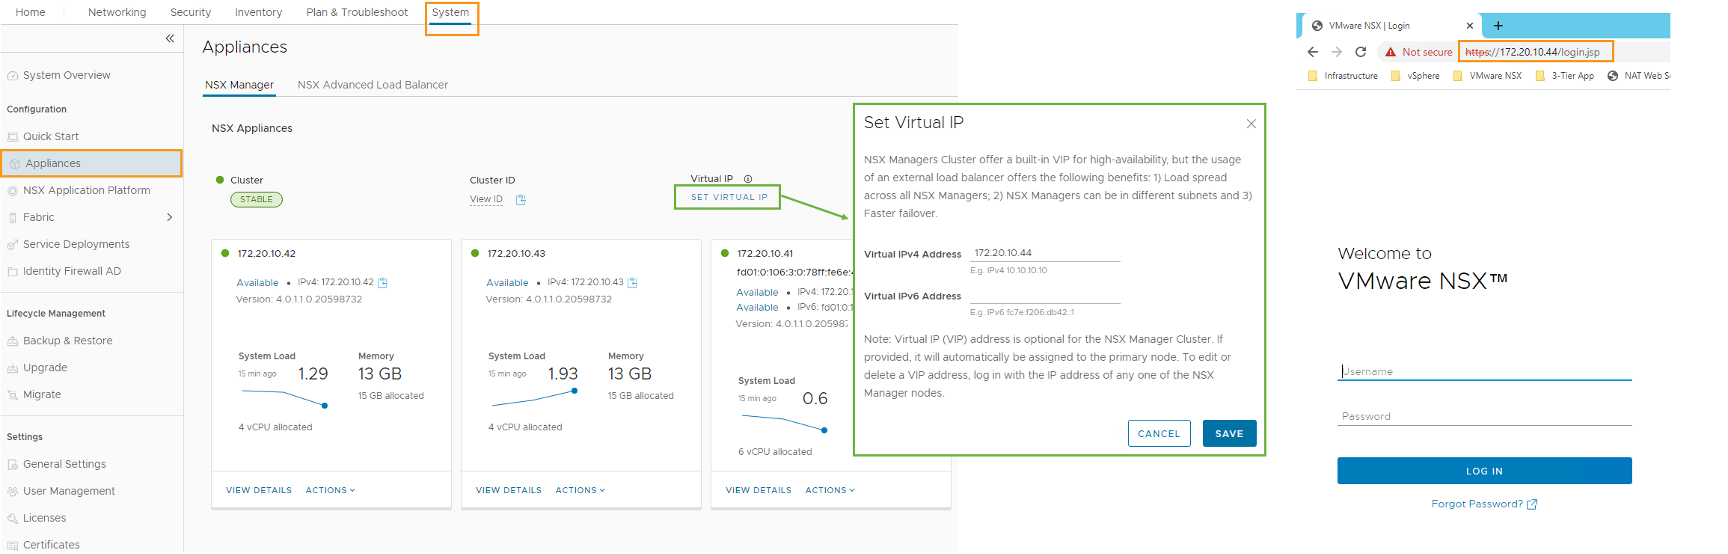 Home Networking Security Inventory Plan & Troubleshoot System
«
System Overview
Configuration
Quick Start
Appliances
NSX Application Platform
Fabric
Service Deployments
Identity Firewall AD
Lifecycle Management
Backup & Restore
Upgrade
Migrate
Settings
General Settings
User Management
Licenses
Certificates
Appliances
NSX Manager NSX Advanced Load Balancer
NSX Appliances
Cluster
STABLE
Cluster ID
View ID
Virtual IP
SET VIRTUAL IP
172.20.10.42
Available • IPv4: 172.20.10.42
Version: 4.0.1.1.0.20598732
System Load
15 min ago 1.29
Memory
13 GB
15 GB allocated
4 vCPU allocated
VIEW DETAILS ACTIONS
172.20.10.43
Available • IPv4: 172.20.10.43
Version: 4.0.1.1.0.20598732
System Load
15 min ago 1.93
Memory
13 GB
15 GB allocated
4 vCPU allocated
VIEW DETAILS ACTIONS
172.20.10.41
fd01:0:106:3:0:78ff:fe6e:
Available • IPv4: 172.20.1
Available • IPv6: fd01:0:1
Version: 4.0.1.1.0.20598
System Load
15 min ago 0.6
6 vCPU allocated
VIEW DETAILS ACTIONS
Set Virtual IP
NSX Managers Cluster offer a built-in VIP for high-availability, but the usage
of an external load balancer offers the following benefits: 1) Load spread
across all NSX Managers; 2) NSX Managers can be in different subnets and 3)
Faster failover.
Virtual IPv4 Address 172.20.10.44
E.g. IPv4 10.10.10.10
Virtual IPv6 Address
E.g. IPv6 fc7e:f206:db42::1
Note: Virtual IP (VIP) address is optional for the NSX Manager Cluster. If
provided, it will automatically be assigned to the primary node. To edit or
delete a VIP address, log in with the IP address of any one of the NSX
Manager nodes.
CANCEL SAVE
VMware NSX | Login
Not secure https://172.20.10.44/login.jsp
Infrastructure vSphere VMware NSX 3-Tier App NAT Web S
Welcome to
VMware NSX™
Username
Password
LOG IN
Forgot Password?